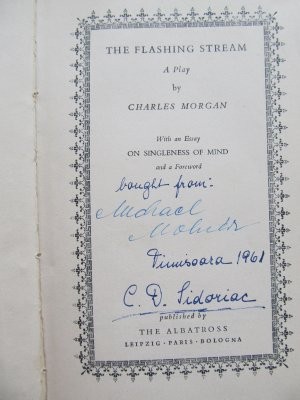 THE FLASHING STREAM
A Play
by
CHARLES MORGAN
With an Essay
ON SINGLENESS OF MIND
and a Foreword
bought from:
Michael
Timisoara 1961
C. D. Sidoriac
published by
THE ALBATROSS
LEIPZIG · PARIS · BOLOGNA